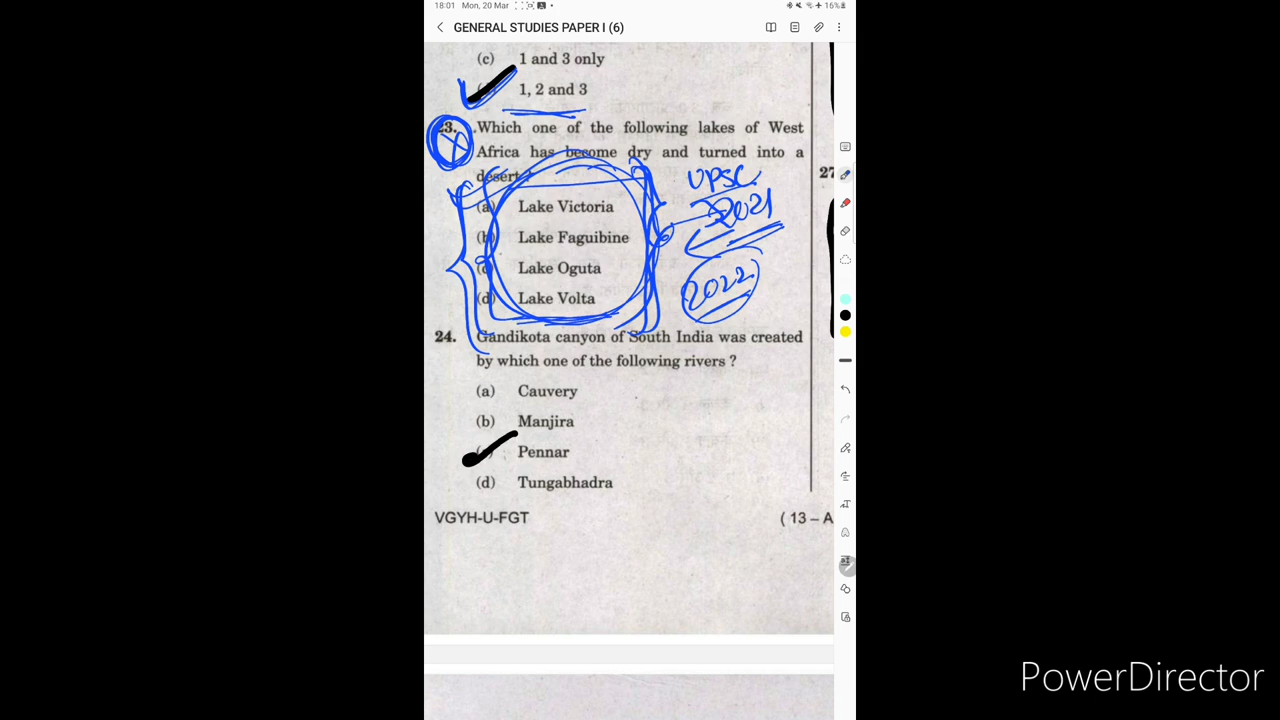 18:01 Mon, 20 Mar
16%
GENERAL STUDIES PAPER I (6)
(c) 1 and 3 only
1, 2 and 3
23. Which one of the following lakes of West
Africa has become dry and turned into a
desert
(a) Lake Victoria
(b) Lake Faguibine
(c) Lake Oguta
(d) Lake Volta
UPSC
2021
2022
27
24. Gandikota canyon of South India was created
by which one of the following rivers ?
(a) Cauvery
(b) Manjira
Pennar
(d) Tungabhadra
VGYH-U-FGT
( 13 – A
PowerDirector